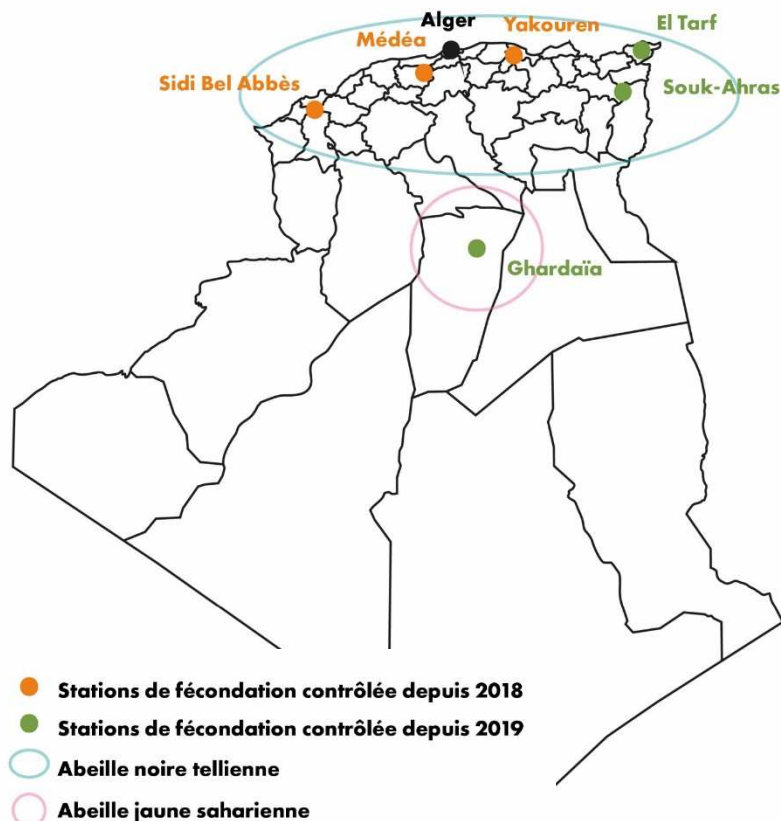 Alger
Yakouren
El Tarf
Médéa
Sidi Bel Abbès
Souk-Ahras
Ghardaïa
Stations de fécondation contrôlée depuis 2018
Stations de fécondation contrôlée depuis 2019
Abeille noire tellienne
Abeille jaune saharienne